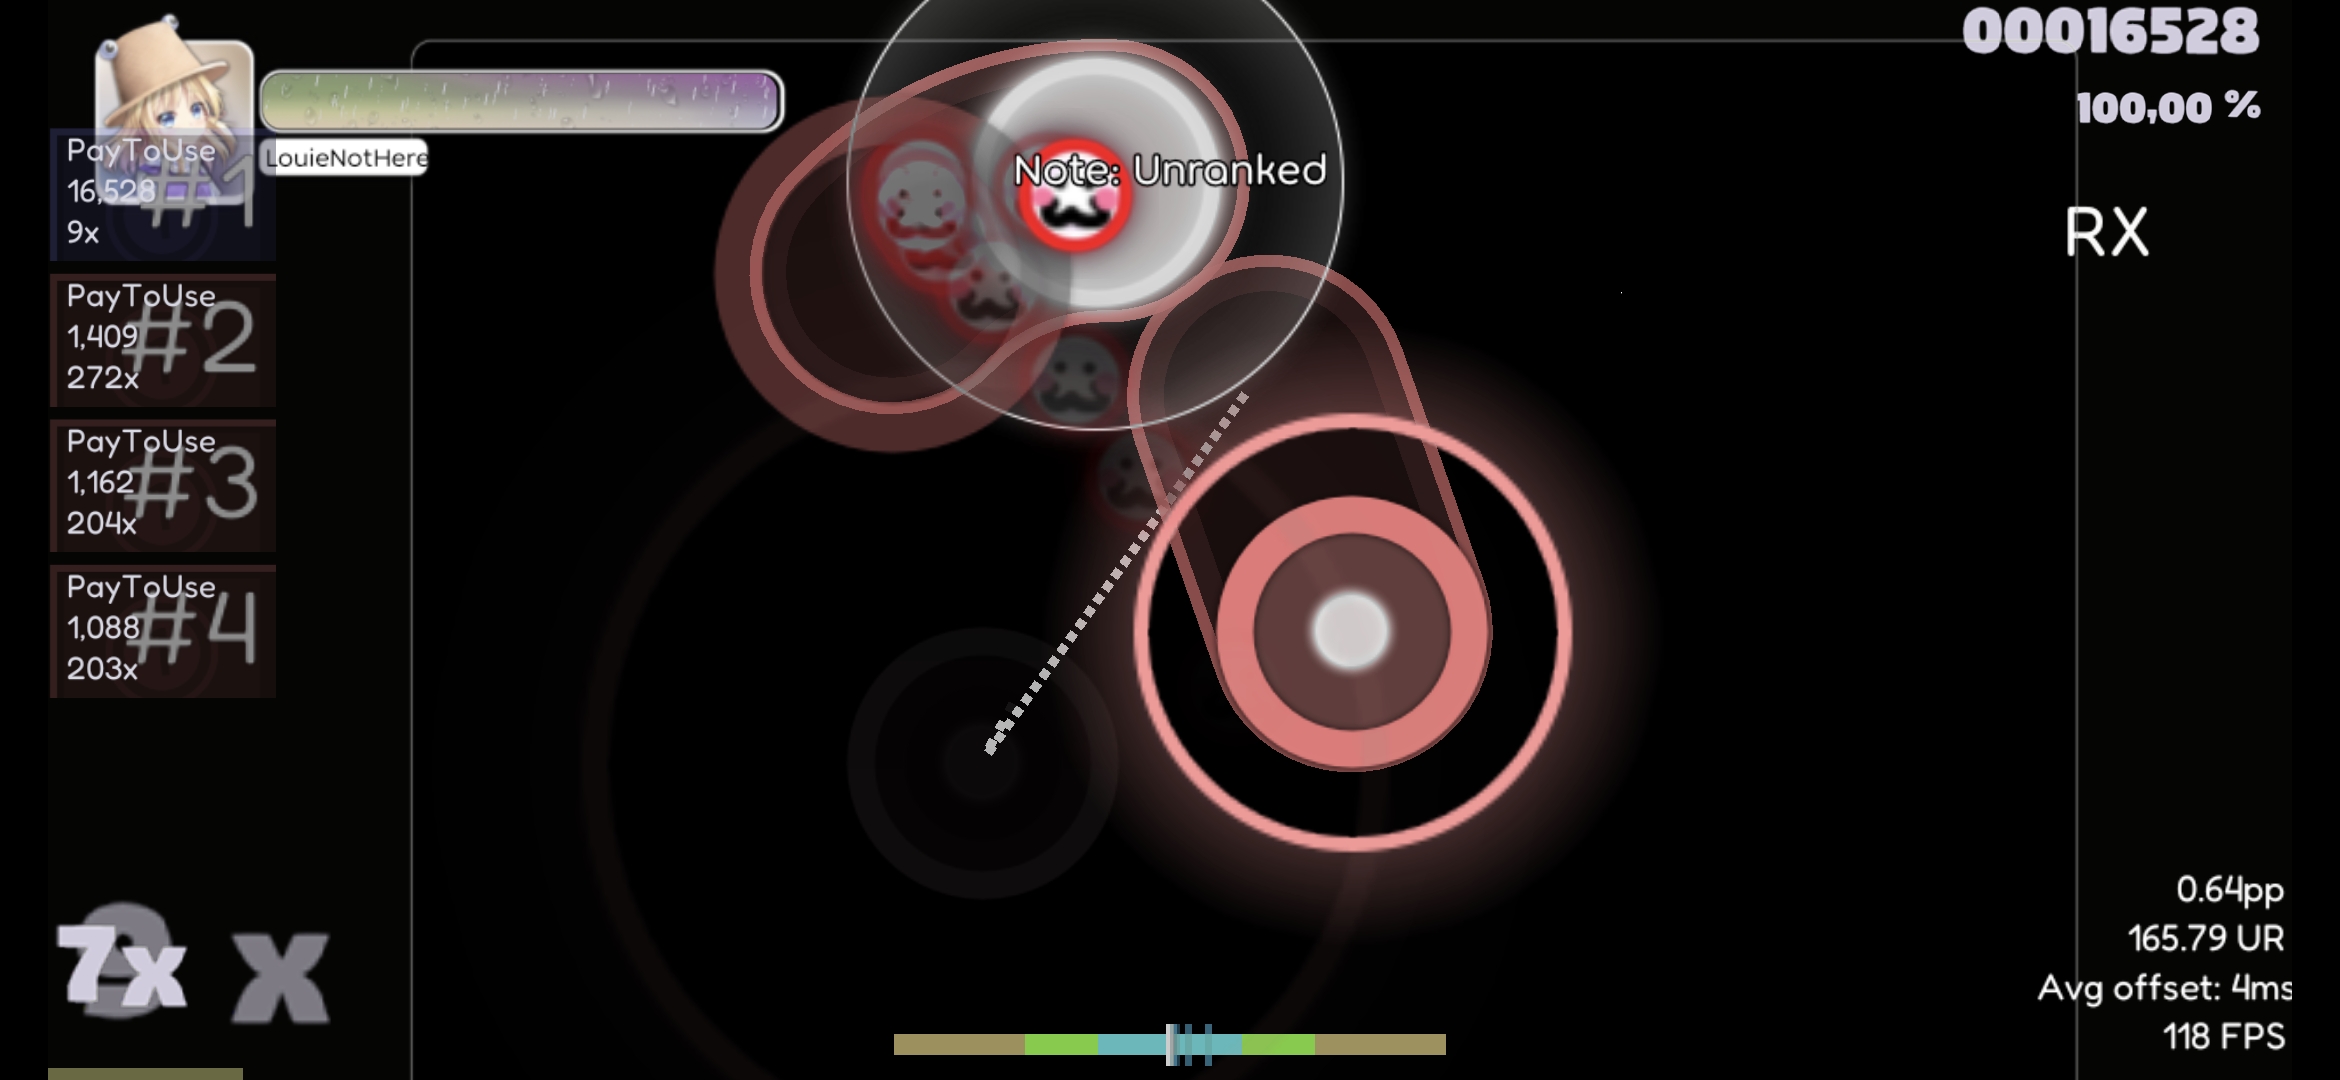 00016528
100,00 %
RX
LouieNotHere
Note: Unranked
PayToUse
16,528
9x
#1
PayToUse
1,409
272x
#2
PayToUse
1,162
204x
#3
PayToUse
1,088
203x
#4
7x
x
0.64pp
165.79 UR
Avg offset: 4ms
118 FPS